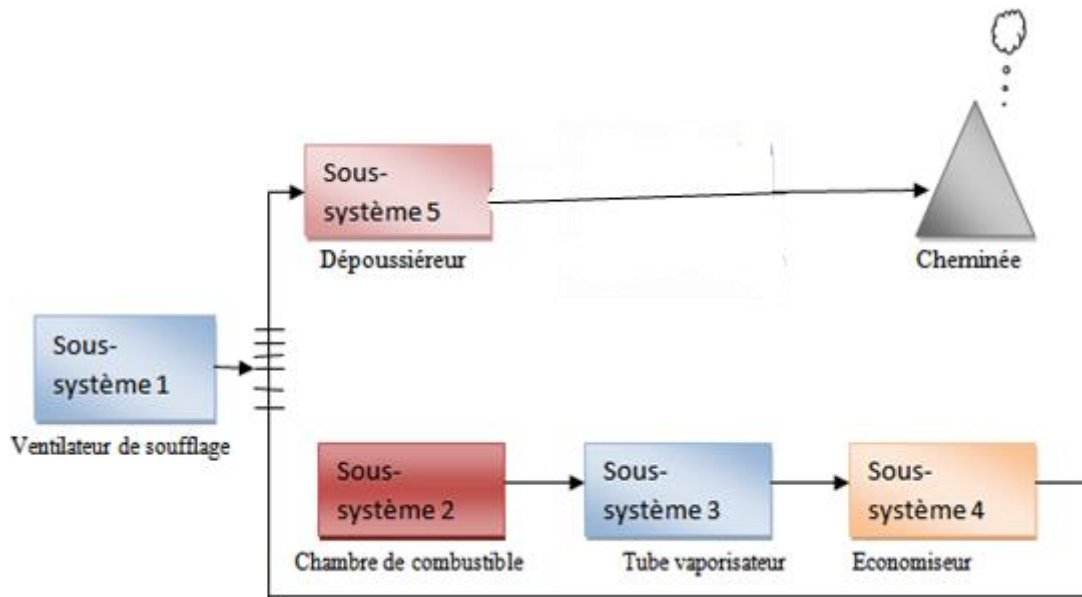 Sous-
système 5
Dépoussiéreur
Cheminée
Sous-
système 1
Ventilateur de soufflage
Sous-
système 2
Chambre de combustible
Sous-
système 3
Tube vaporisateur
Sous-
système 4
Economiseur